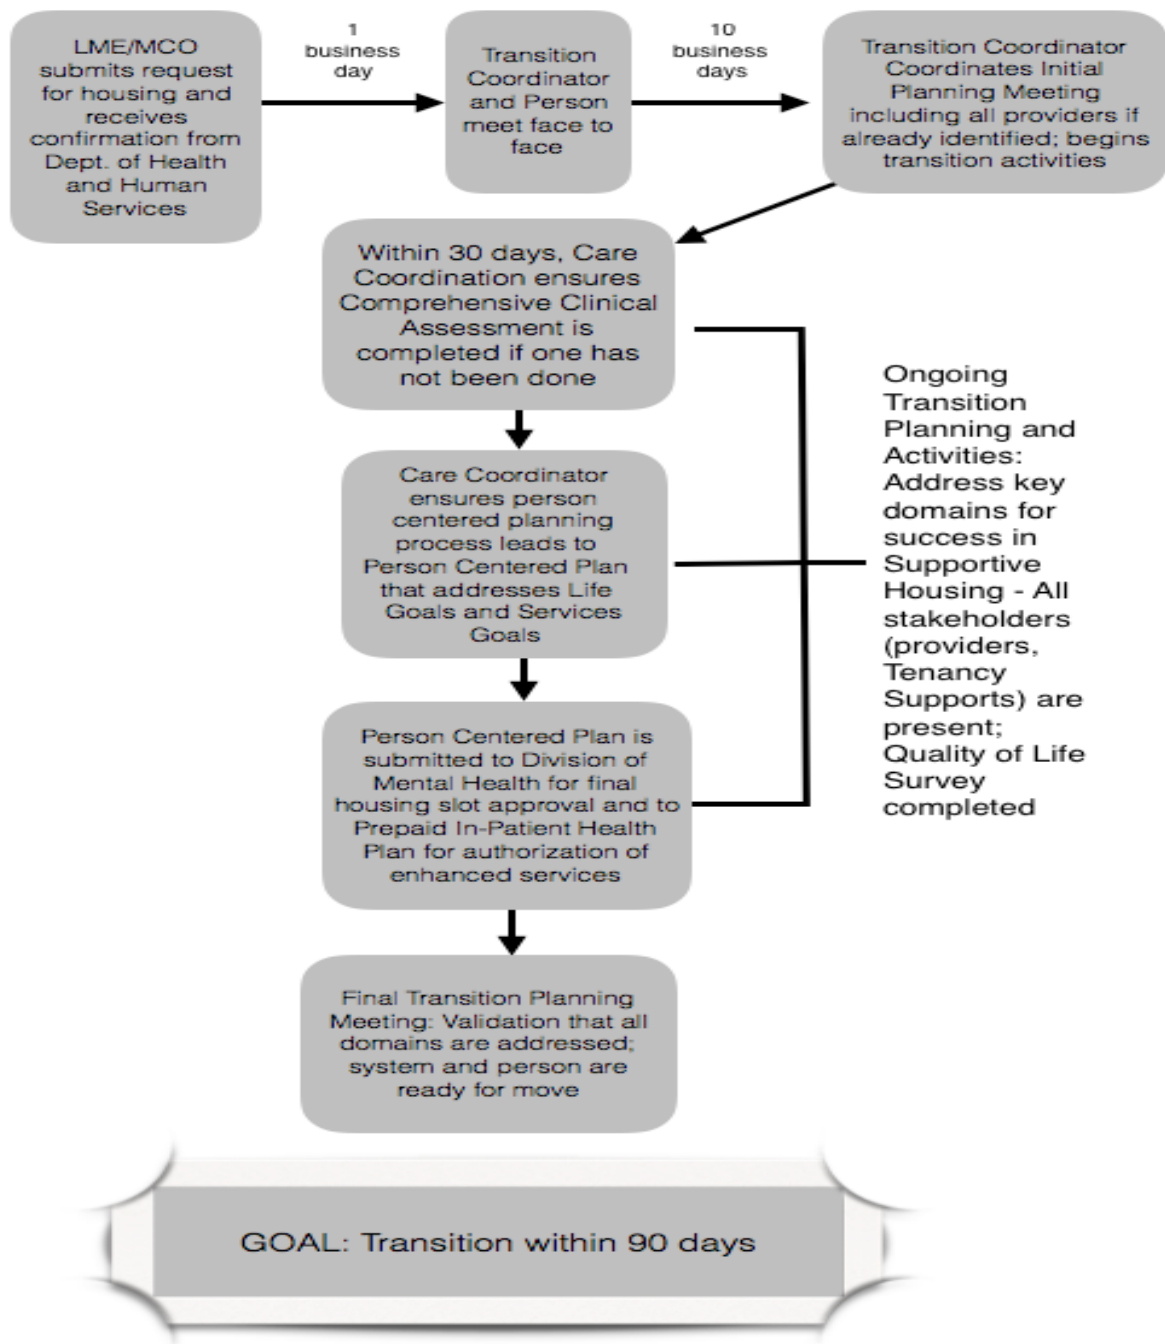 LME/MCO
submits request
for housing and
receives
confirmation from
Dept. of Health
and Human
Services
1
business
day
Transition
Coordinator
and Person
meet face to
face
10
business
days
Transition Coordinator
Coordinates Initial
Planning Meeting
including all providers if
already identified; begins
transition activities
Within 30 days, Care
Coordination ensures
Comprehensive Clinical
Assessment is
completed if one has
not been done
Care Coordinator
ensures person
centered planning
process leads to
Person Centered Plan
that addresses Life
Goals and Services
Goals
Person Centered Plan is
submitted to Division of
Mental Health for final
housing slot approval and to
Prepaid In-Patient Health
Plan for authorization of
enhanced services
Ongoing
Transition
Planning and
Activities:
Address key
domains for
success in
Supportive
Housing - All
stakeholders
(providers,
Tenancy
Supports) are
present;
Quality of Life
Survey
completed
Final Transition Planning
Meeting: Validation that all
domains are addressed;
system and person are
ready for move
GOAL: Transition within 90 days